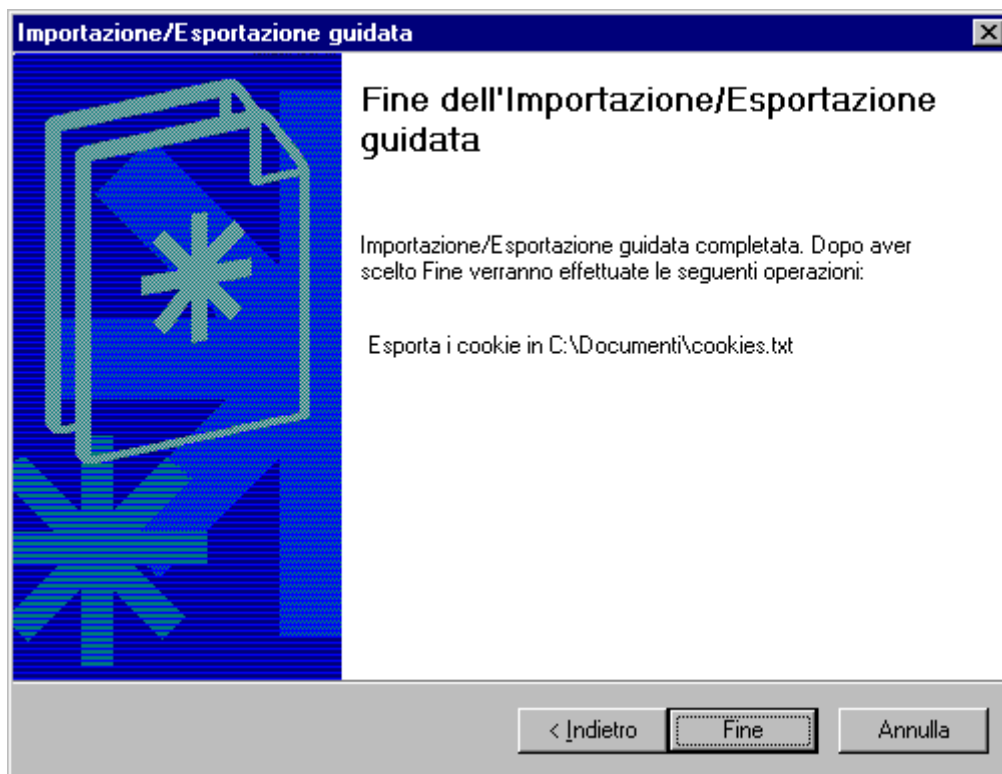 Importazione/Esportazione guidata
Fine dell'Importazione/Esportazione
guidata
Importazione/Esportazione guidata completata. Dopo aver
scelto Fine verranno effettuate le seguenti operazioni:
Esporta i cookie in C:\Documenti\cookies.txt
< Indietro
Fine
Annulla